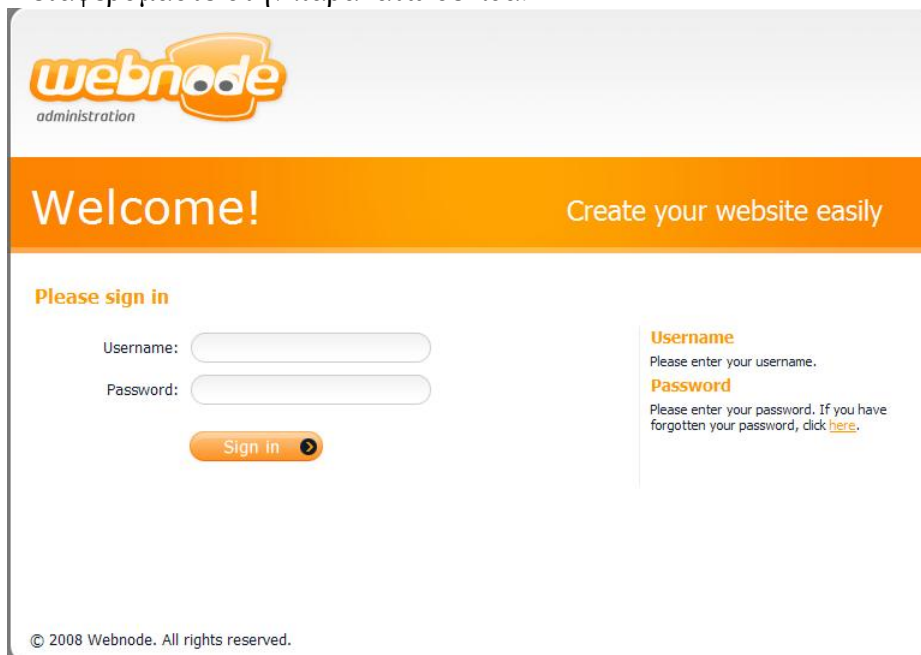 webnode
administration
Welcome!
Create your website easily
Please sign in
Username:
Password:
Sign in
Username
Please enter your username.
Password
Please enter your password. If you have
forgotten your password, click here.
© 2008 Webnode. All rights reserved.